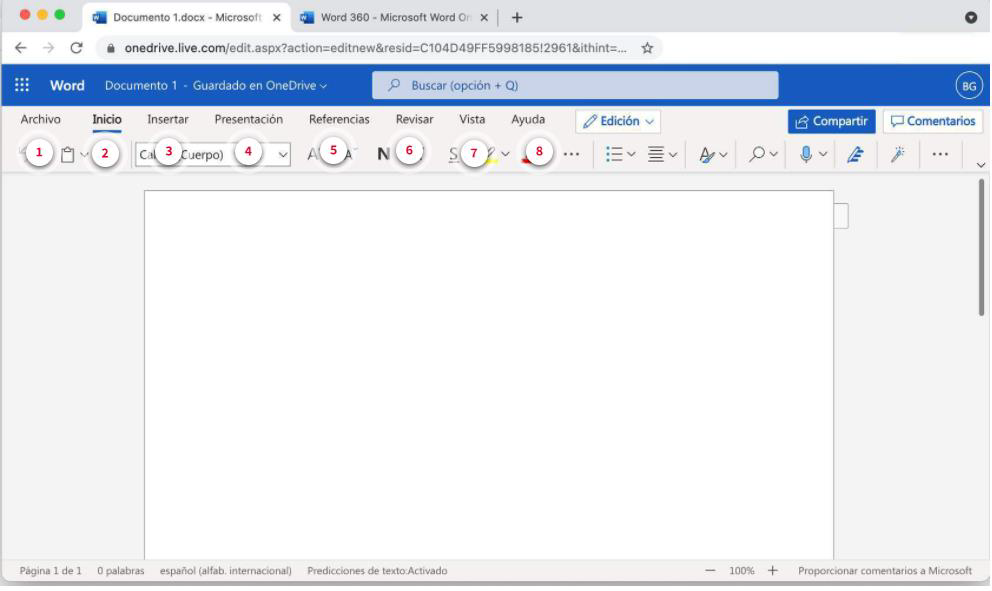 Documento 1.docx - Microsoft
Word 360 - Microsoft Word On
onedrive.live.com/edit.aspx?action=editnew&resid=C104D49FF5998185!2961&ithint=...
Word Documento 1 - Guardado en OneDrive Buscar (opción + Q) BG
Archivo Inicio Insertar Presentación Referencias Revisar Vista Ayuda Edición Compartir Comentarios
1 2 3 Cuerpo) 4 5 N 6 7 8
Página 1 de 1 0 palabras español (alfab. internacional) Predicciones de texto:Activado 100% Proporcionar comentarios a Microsoft